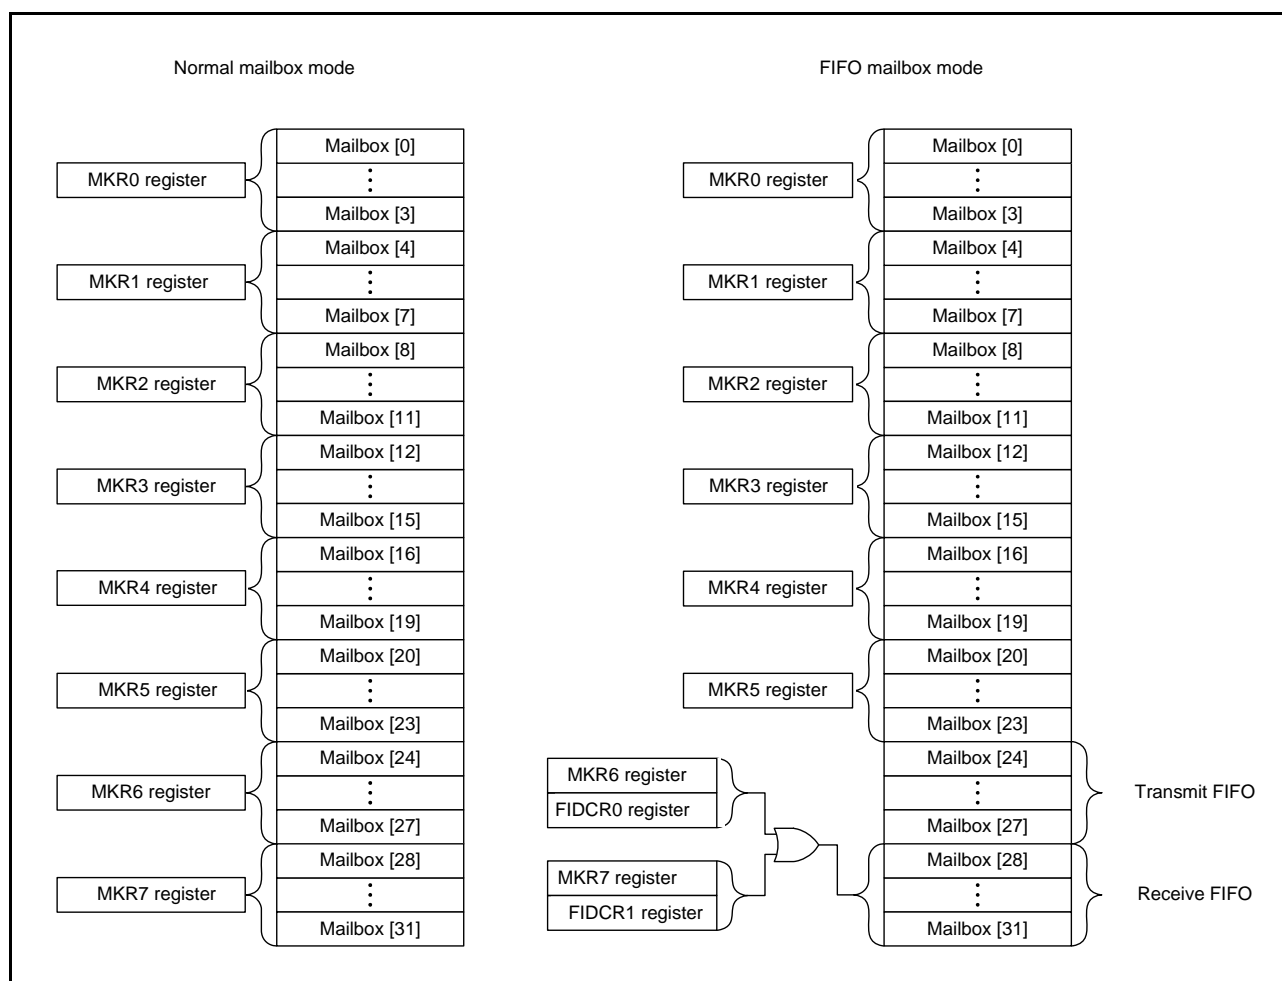 Normal mailbox mode
FIFO mailbox mode
MKR0 register
Mailbox [0]
Mailbox [3]
MKR1 register
Mailbox [4]
Mailbox [7]
MKR2 register
Mailbox [8]
Mailbox [11]
MKR3 register
Mailbox [12]
Mailbox [15]
MKR4 register
Mailbox [16]
Mailbox [19]
MKR5 register
Mailbox [20]
Mailbox [23]
MKR6 register
Mailbox [24]
Mailbox [27]
MKR7 register
Mailbox [28]
Mailbox [31]
MKR0 register
Mailbox [0]
Mailbox [3]
MKR1 register
Mailbox [4]
Mailbox [7]
MKR2 register
Mailbox [8]
Mailbox [11]
MKR3 register
Mailbox [12]
Mailbox [15]
MKR4 register
Mailbox [16]
Mailbox [19]
MKR5 register
Mailbox [20]
Mailbox [23]
MKR6 register
FIDCR0 register
Mailbox [24]
Mailbox [27]
Transmit FIFO
MKR7 register
FIDCR1 register
Mailbox [28]
Mailbox [31]
Receive FIFO